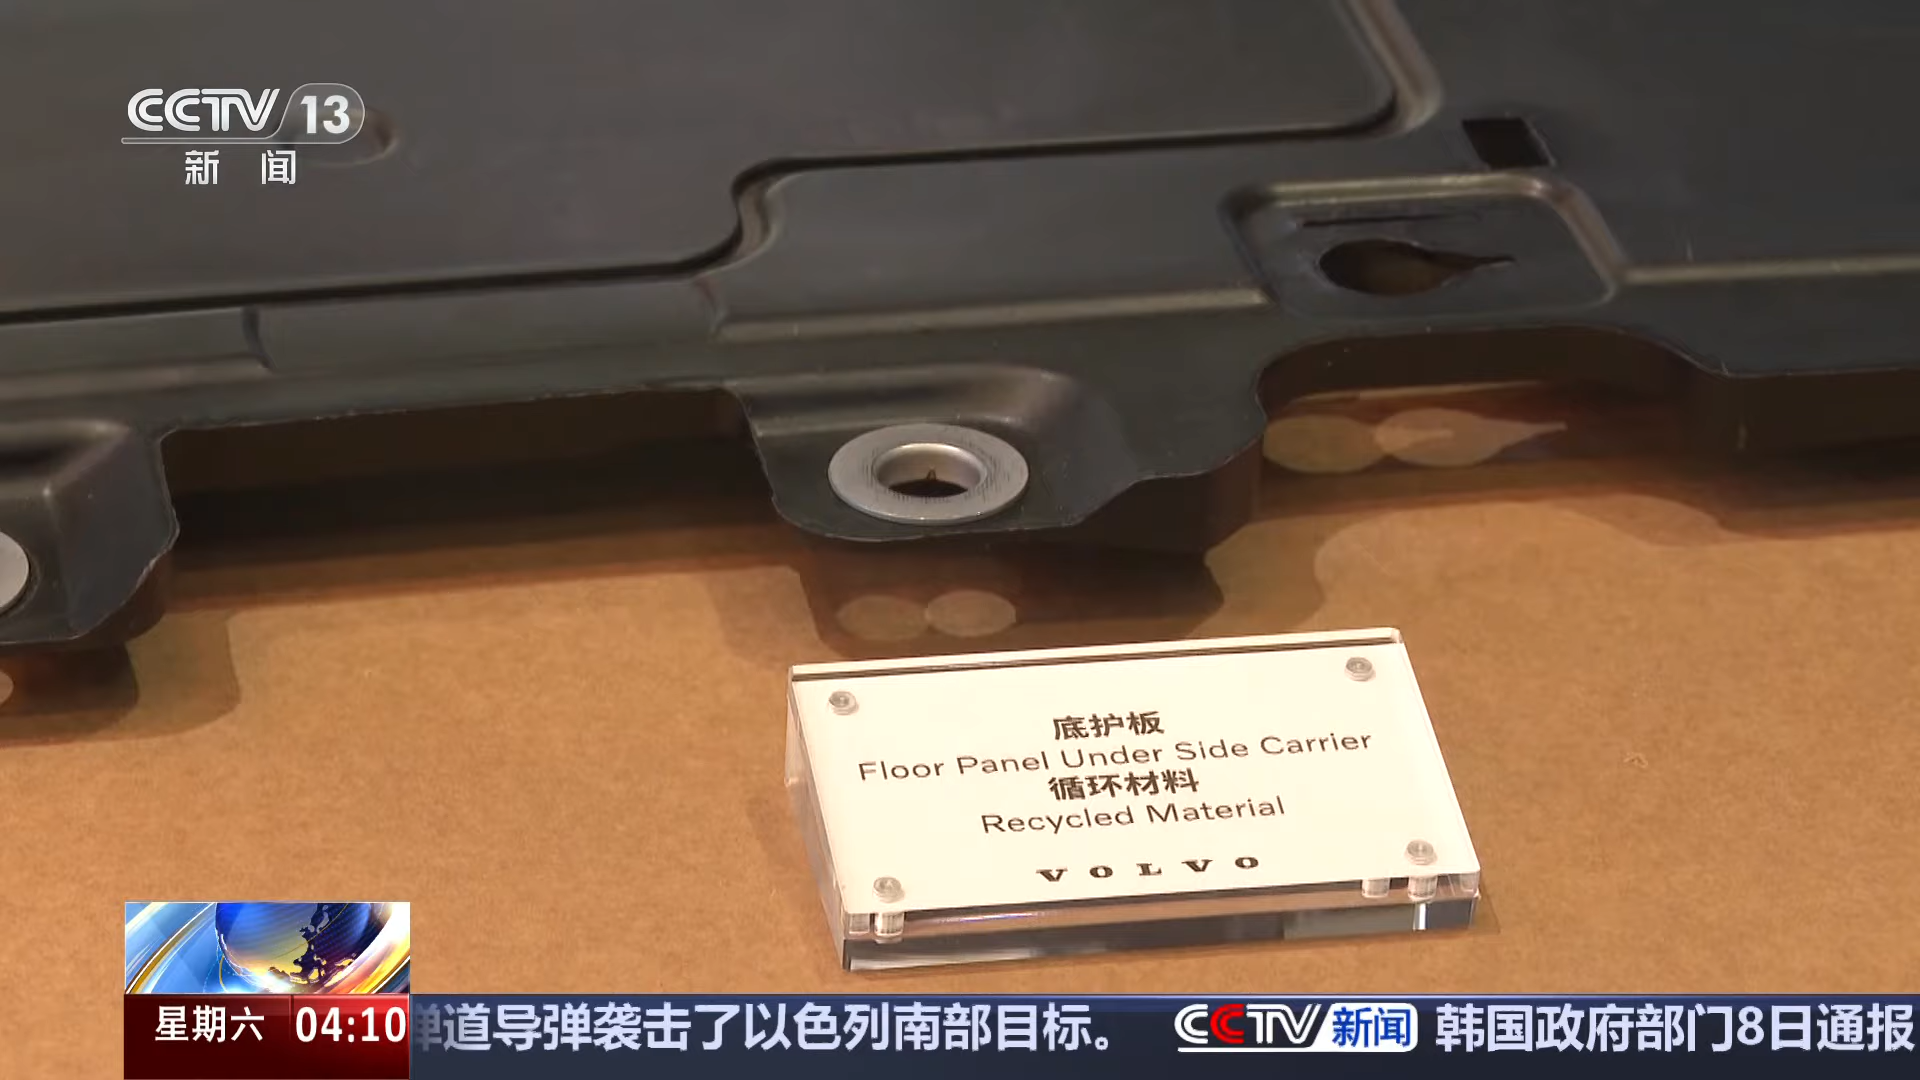 CCTV 13
新闻
底护板
Floor Panel Under Side Carrier
循环材料
Recycled Material
VOLVO
星期六 04:10
道导弹袭击了以色列南部目标。 CCTV 新闻 韩国政府部门8日通报